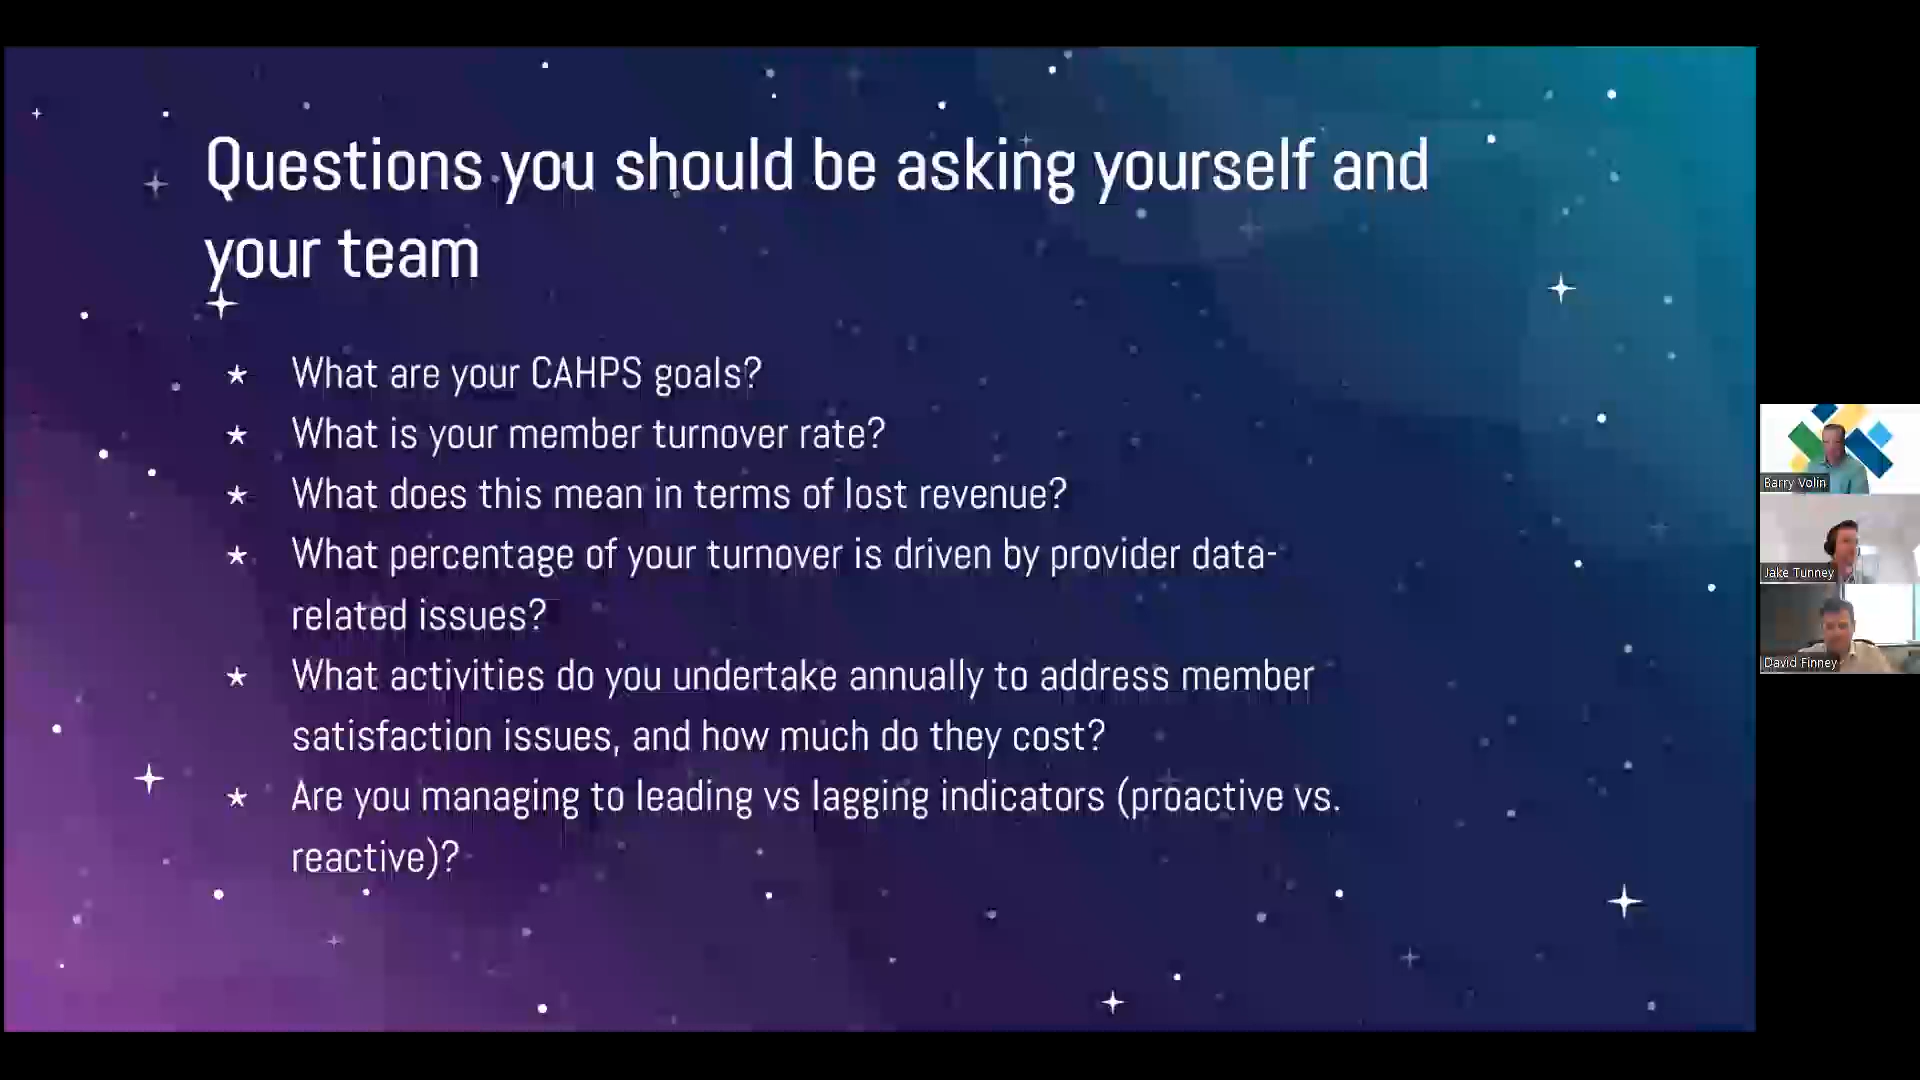 Questions you should be asking yourself and
your team
★ What are your CAHPS goals?
★ What is your member turnover rate?
★ What does this mean in terms of lost revenue?
★ What percentage of your turnover is driven by provider data-
related issues?
★ What activities do you undertake annually to address member
satisfaction issues, and how much do they cost?
★ Are you managing to leading vs lagging indicators (proactive vs.
reactive)?
Barry Volin
Jake Tunney
David Finney